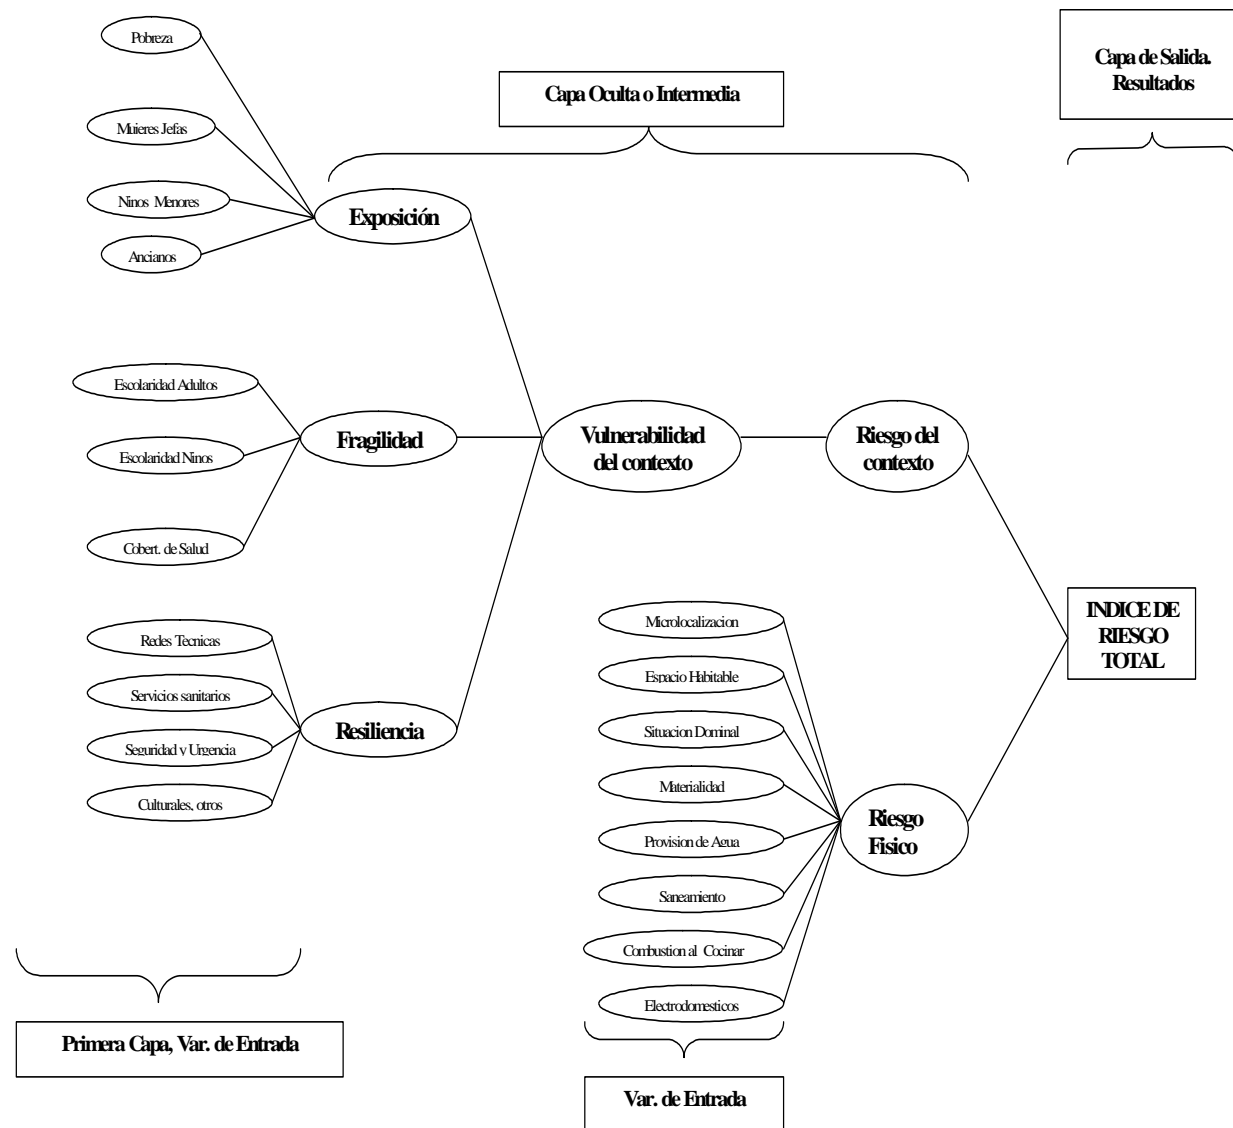 Pobreza
Mujeres Jefas
Ninos Menores
Ancianos
Exposición
Capa Oculta o Intermedia
Capa de Salida.
Resultados
Escolaridad Adultos
Escolaridad Ninos
Cobert. de Salud
Fragilidad
Vulnerabilidad
del contexto
Riesgo del
contexto
Redes Tecnicas
Servicios sanitarios
Seguridad y Urgencia
Culturales, otros
Resiliencia
Microlocalizacion
Espacio Habitable
Situacion Dominal
Materialidad
Provision de Agua
Saneamiento
Combustion al Cocinar
Electrodomesticos
Riesgo
Fisico
INDICE DE
RIESGO
TOTAL
Primera Capa, Var. de Entrada
Var. de Entrada